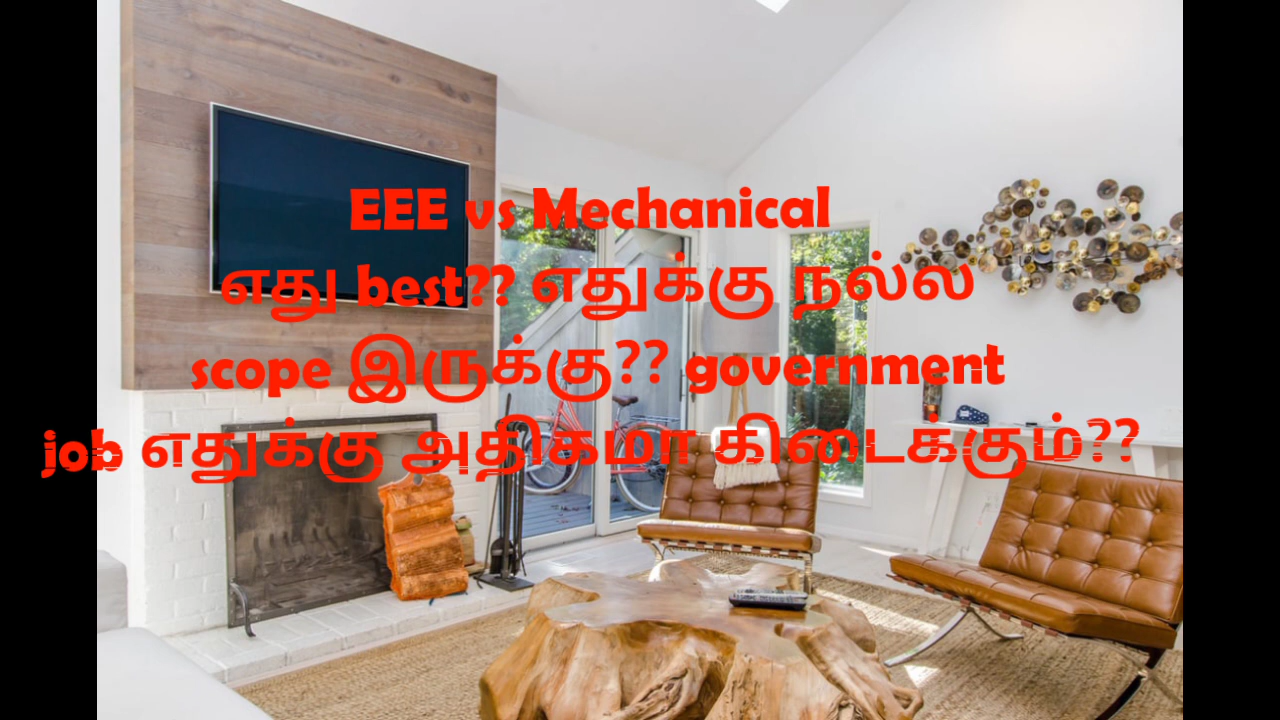 EEE vs Mechanical
எது best?? எதுக்கு நல்ல
scope இருக்கு?? government
job எதுக்கு அதிகமா கிடைக்கும்??